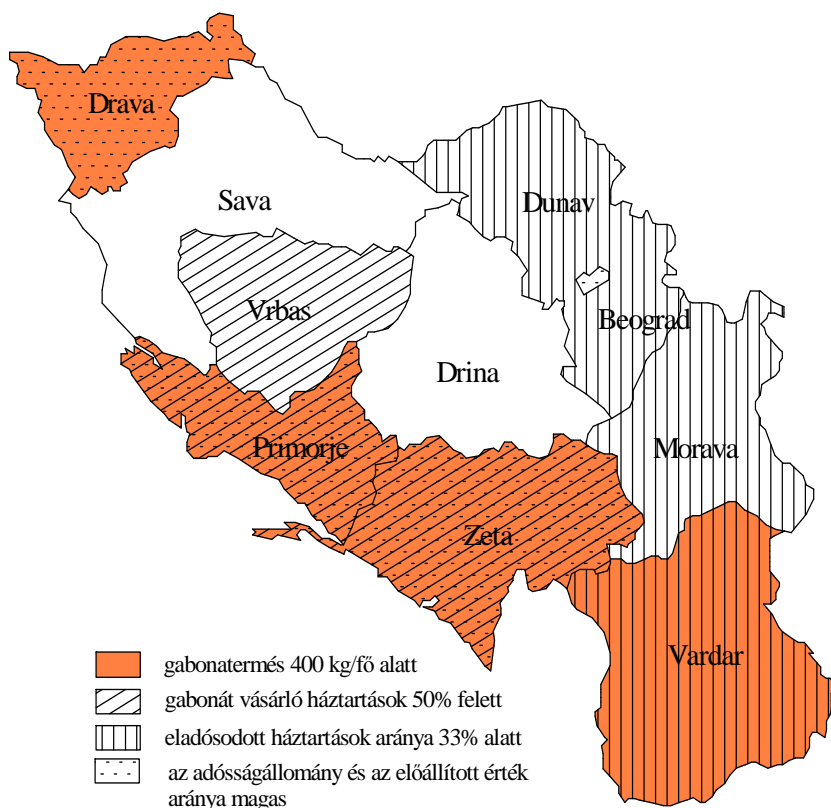 Drava
Sava
Dunav
Vrbas
Beograd
Drina
Primorje
Morava
Zeta
Vardar
gabonatermés 400 kg/fő alatt
gabonát vásárló háztartások 50% felett
eladósodott háztartások aránya 33% alatt
az adósságállomány és az előállított érték
aránya magas